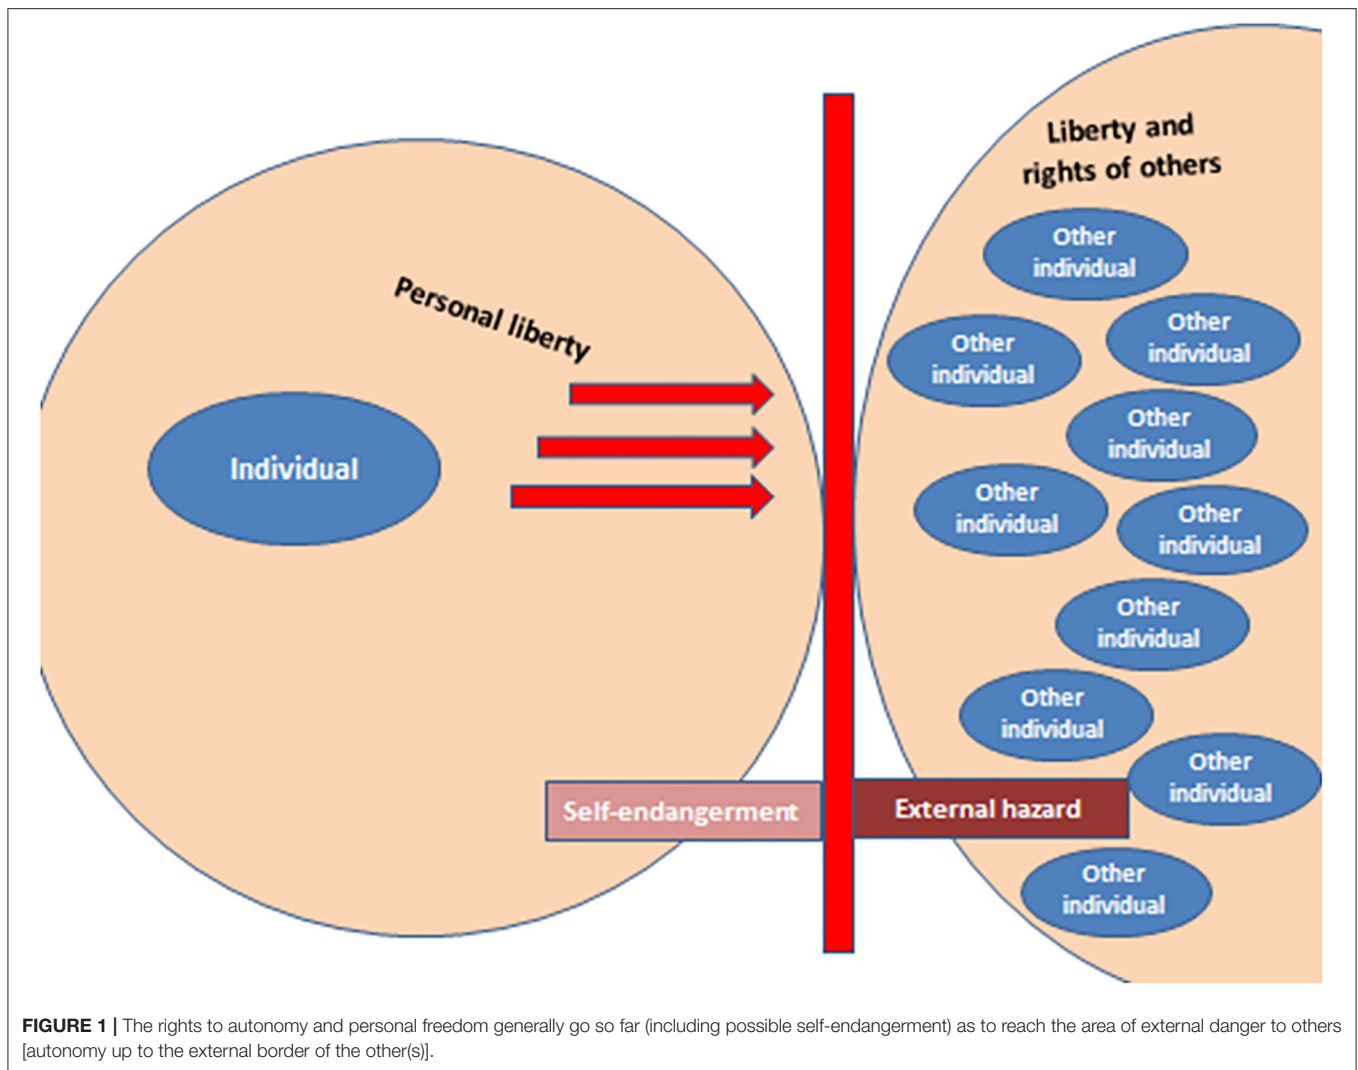 Liberty and
rights of others
Personal liberty
Individual
Other
individual
Other
individual
Other
individual
Other
individual
Other
individual
Other
individual
Other
individual
Other
individual
Other
individual
Self-endangerment
External hazard
Other
individual
FIGURE 1 | The rights to autonomy and personal freedom generally go so far (including possible self-endangerment) as to reach the area of external danger to others
[autonomy up to the external border of the other(s)].